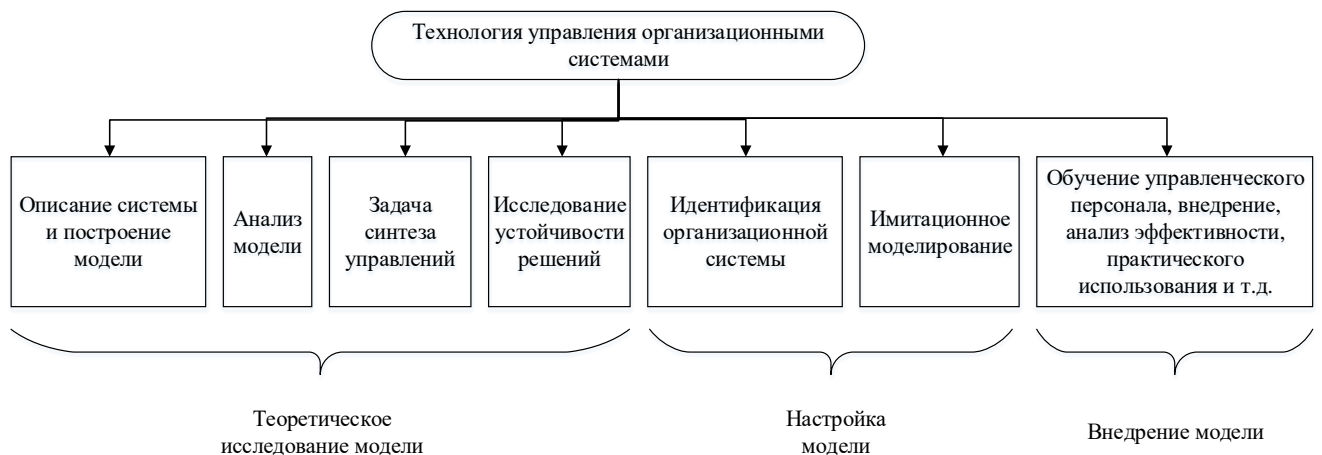 Технология управления организационными
системами
Описание системы
и построение
модели
Анализ
модели
Задача
синтеза
управлений
Исследование
устойчивости
решений
Идентификация
организационной
системы
Имитационное
моделирование
Обучение управленческого
персонала, внедрение,
анализ эффективности,
практического
использования и т.д.
Теоретическое
исследование модели
Настройка
модели
Внедрение модели